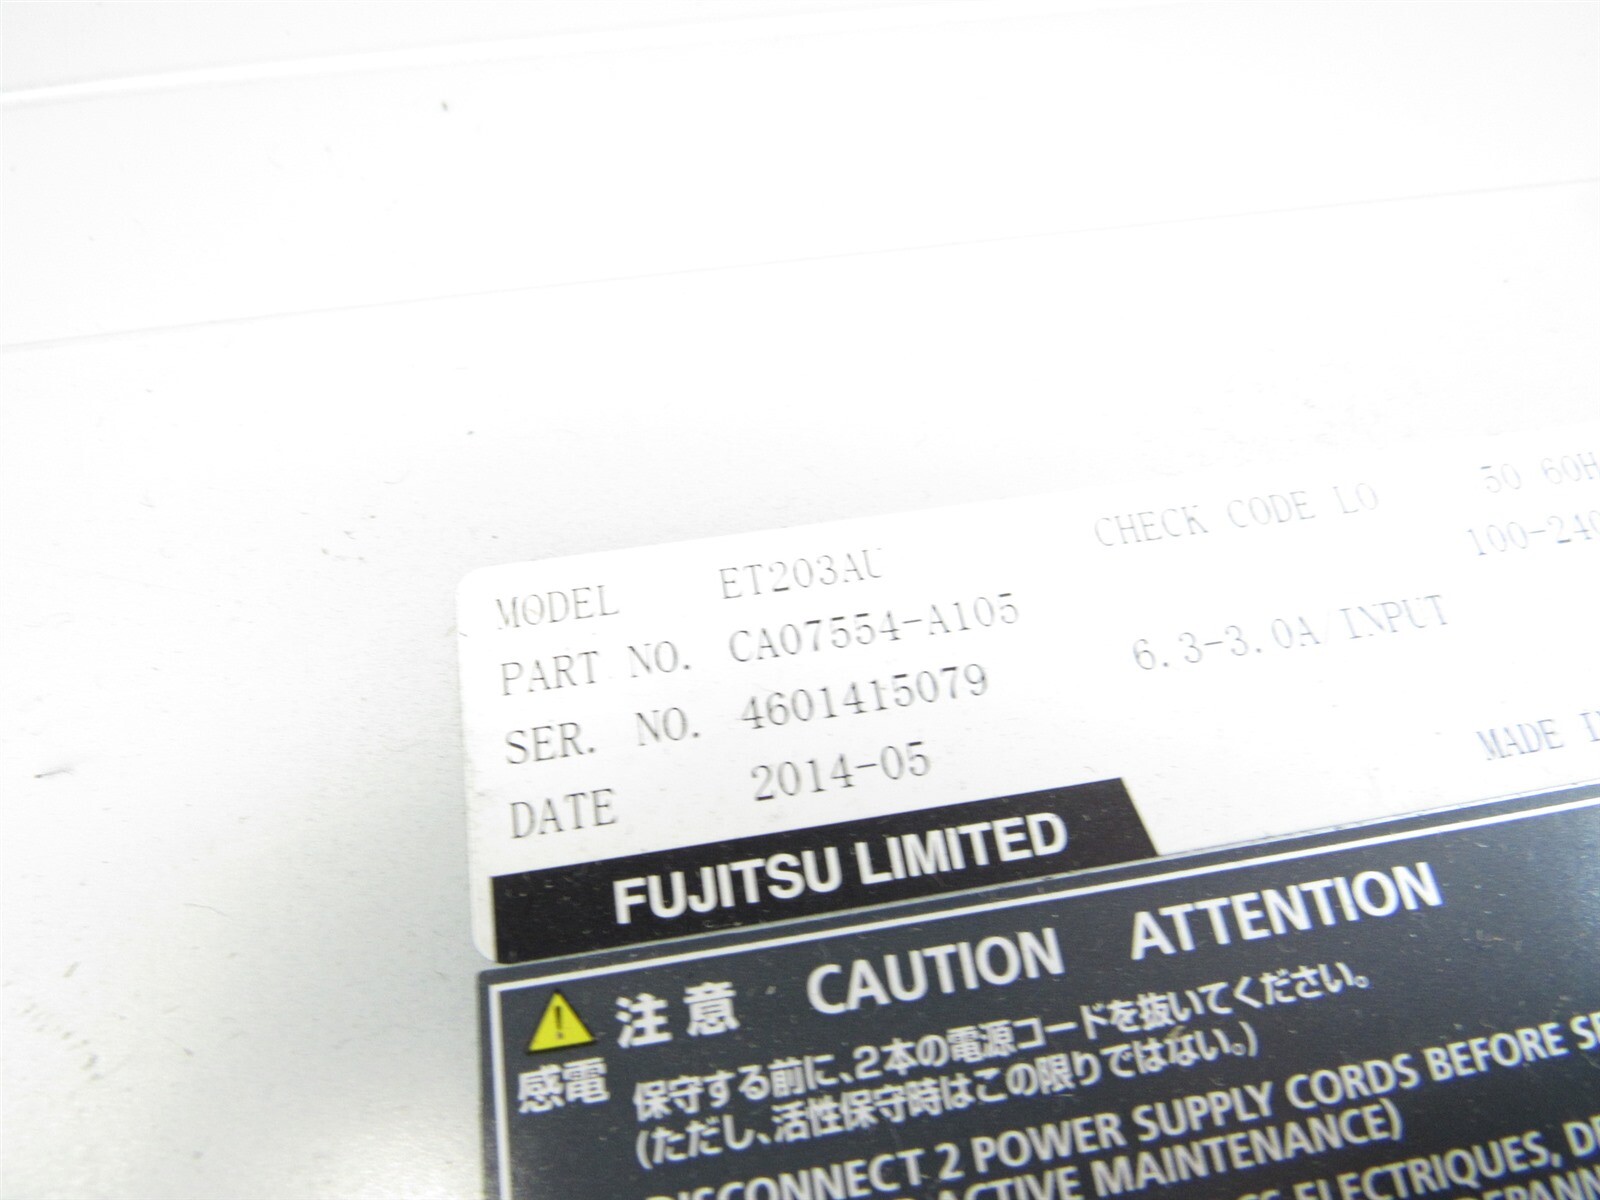 MODEL ET203AU CHECK CODE LO 50 60H
PART NO. CA07554-A105 100-240
SER. NO. 4601415079 6.3-3.0A/INPUT
DATE 2014-05 MADE
FUJITSU LIMITED
注意 CAUTION ATTENTION
感電
保守する前に、2本の電源コードを抜いてください。
(ただし、活性保守時はこの限りではない。)
DISCONNECT 2 POWER SUPPLY CORDS BEFORE
ACTIVE MAINTENANCE)
ELECTRIQUES,